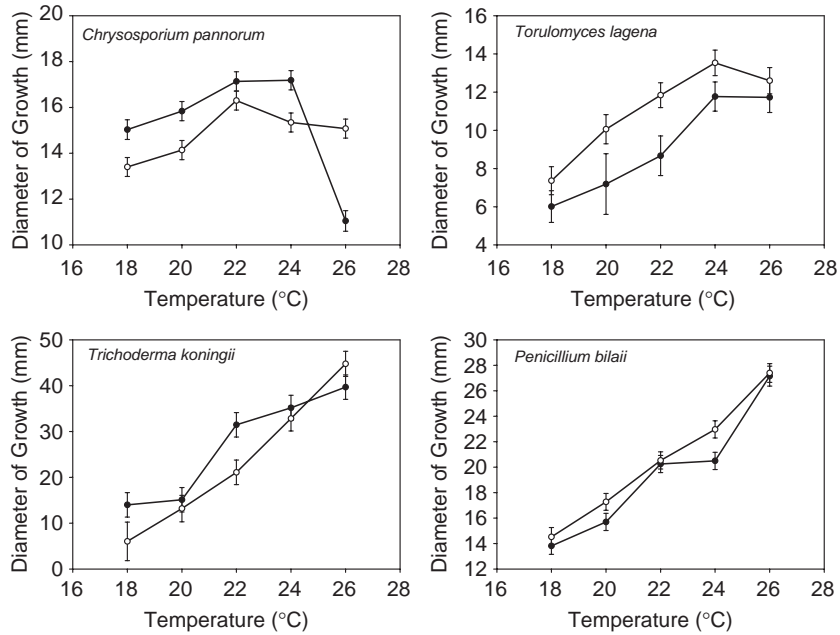 Chrysosporium pannorum
Diameter of Growth (mm)
20
18
16
14
12
10
16 18 20 22 24 26 28
Temperature (°C)
Torulomyces lagena
Diameter of Growth (mm)
16
14
12
10
8
6
4
16 18 20 22 24 26 28
Temperature (°C)
Trichoderma koningii
Diameter of Growth (mm)
50
40
30
20
10
0
16 18 20 22 24 26 28
Temperature (°C)
Penicillium bilaii
Diameter of Growth (mm)
30
28
26
24
22
20
18
16
14
12
16 18 20 22 24 26 28
Temperature (°C)